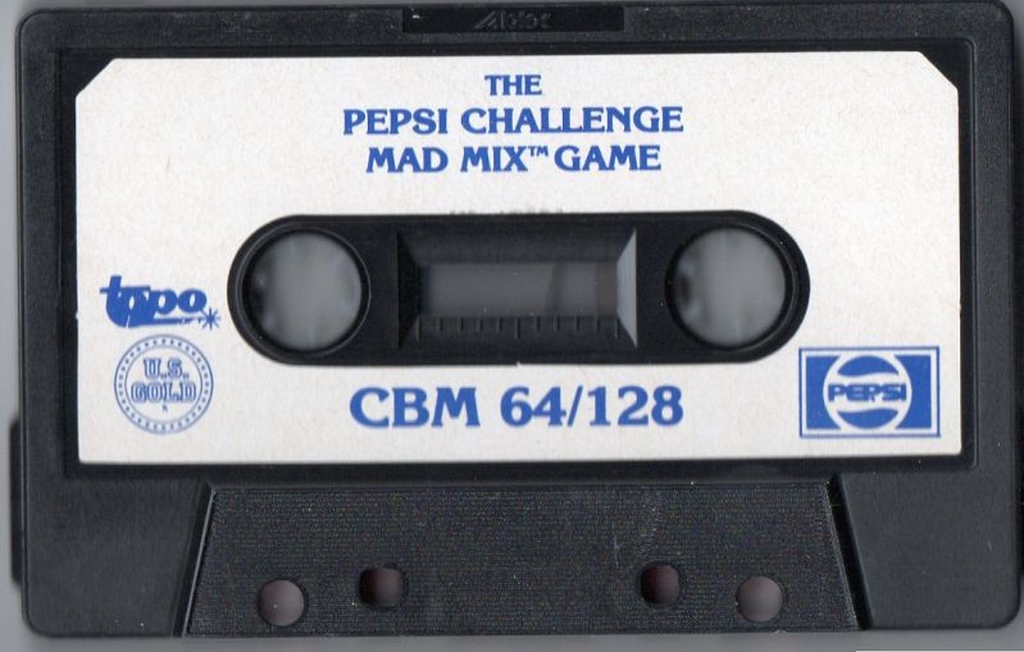 THE
PEPSI CHALLENGE
MAD MIX™ GAME
topo
U.S.
GOLD
CBM 64/128
PEPSI